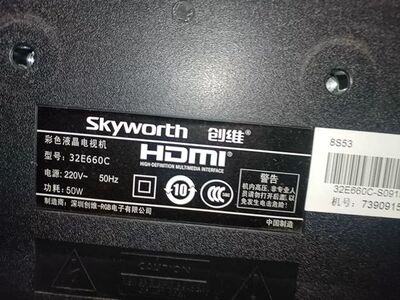 Skyworth 创维®
彩色液晶电视机
型号: 32E660C
HDMI
HIGH-DEFINITION MULTIMEDIA INTERFACE
电源: 220V~ 50Hz
功耗: 50W
10
警告
机内高压,非专业人
员请勿打开后盖,以
免发生电击危险!
制造商: 深圳创维-RGB电子有限公司
中国制造
8S53
32E660C-S091
机号: 7390915